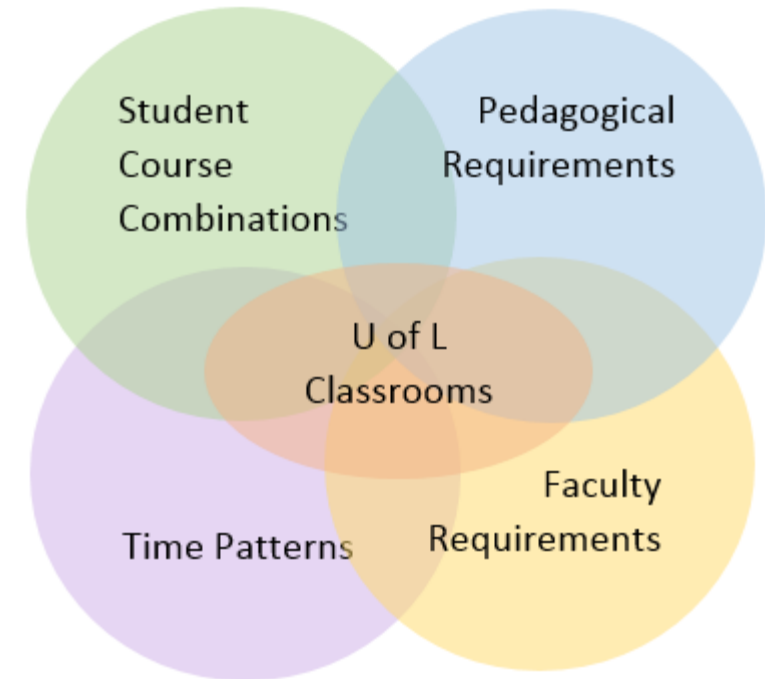 Student
Course
Combinations
Pedagogical
Requirements
U of L
Classrooms
Time Patterns
Faculty
Requirements